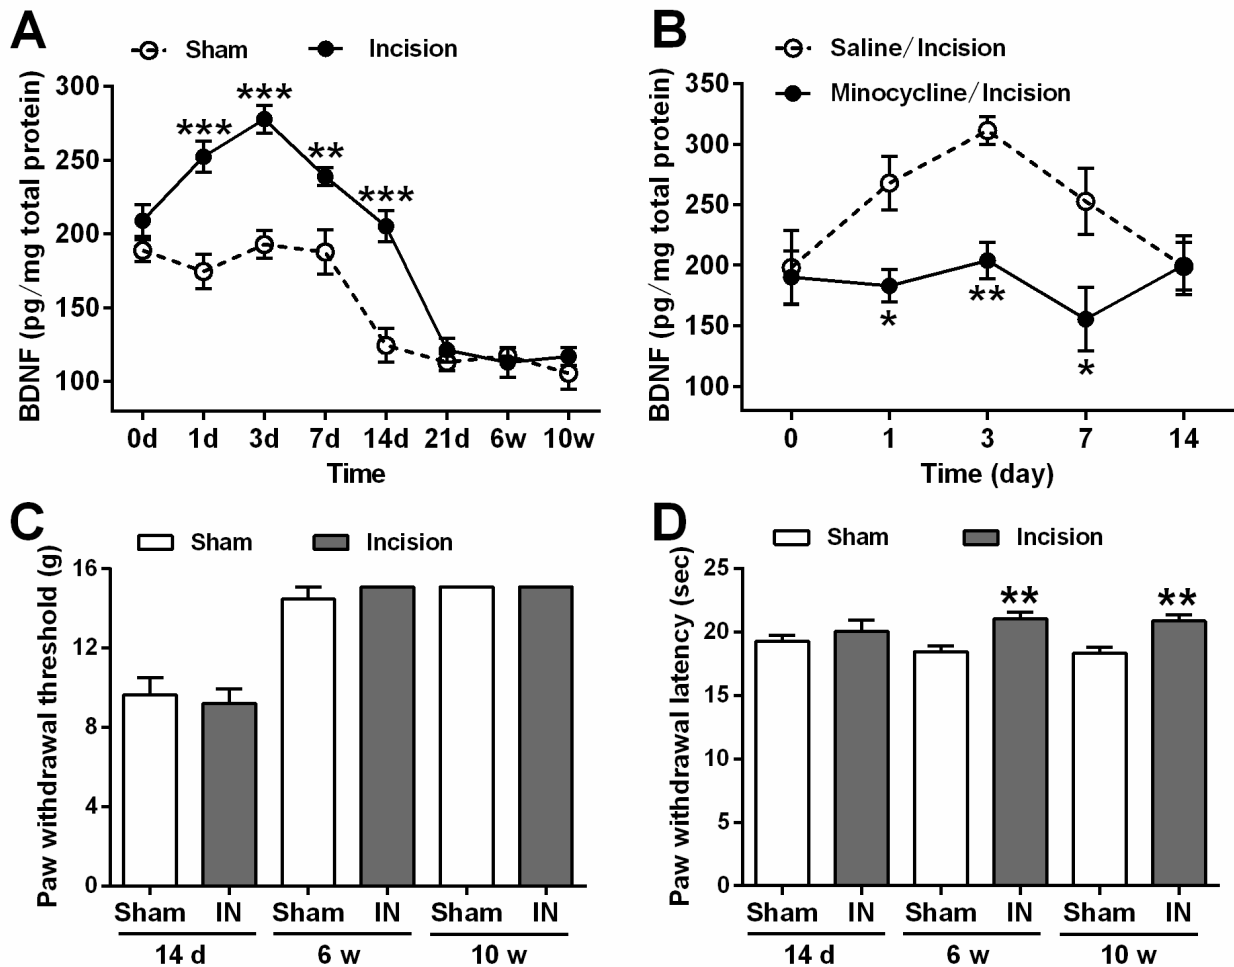 A
Sham
Incision
BDNF (pg/mg total protein)
300
250
200
150
100
***
***
**
***
0d
1d
3d
7d
14d
21d
6w
10w
Time
B
Saline/Incision
Minocycline/Incision
BDNF (pg/mg total protein)
350
300
250
200
150
100
*
**
*
0
1
3
7
14
Time (day)
C
Sham
Incision
Paw withdrawal threshold (g)
16
12
8
4
0
Sham
IN
Sham
IN
Sham
IN
14 d
6 w
10 w
D
Sham
Incision
Paw withdrawal latency (sec)
25
20
15
10
5
0
**
**
Sham
IN
Sham
IN
Sham
IN
14 d
6 w
10 w